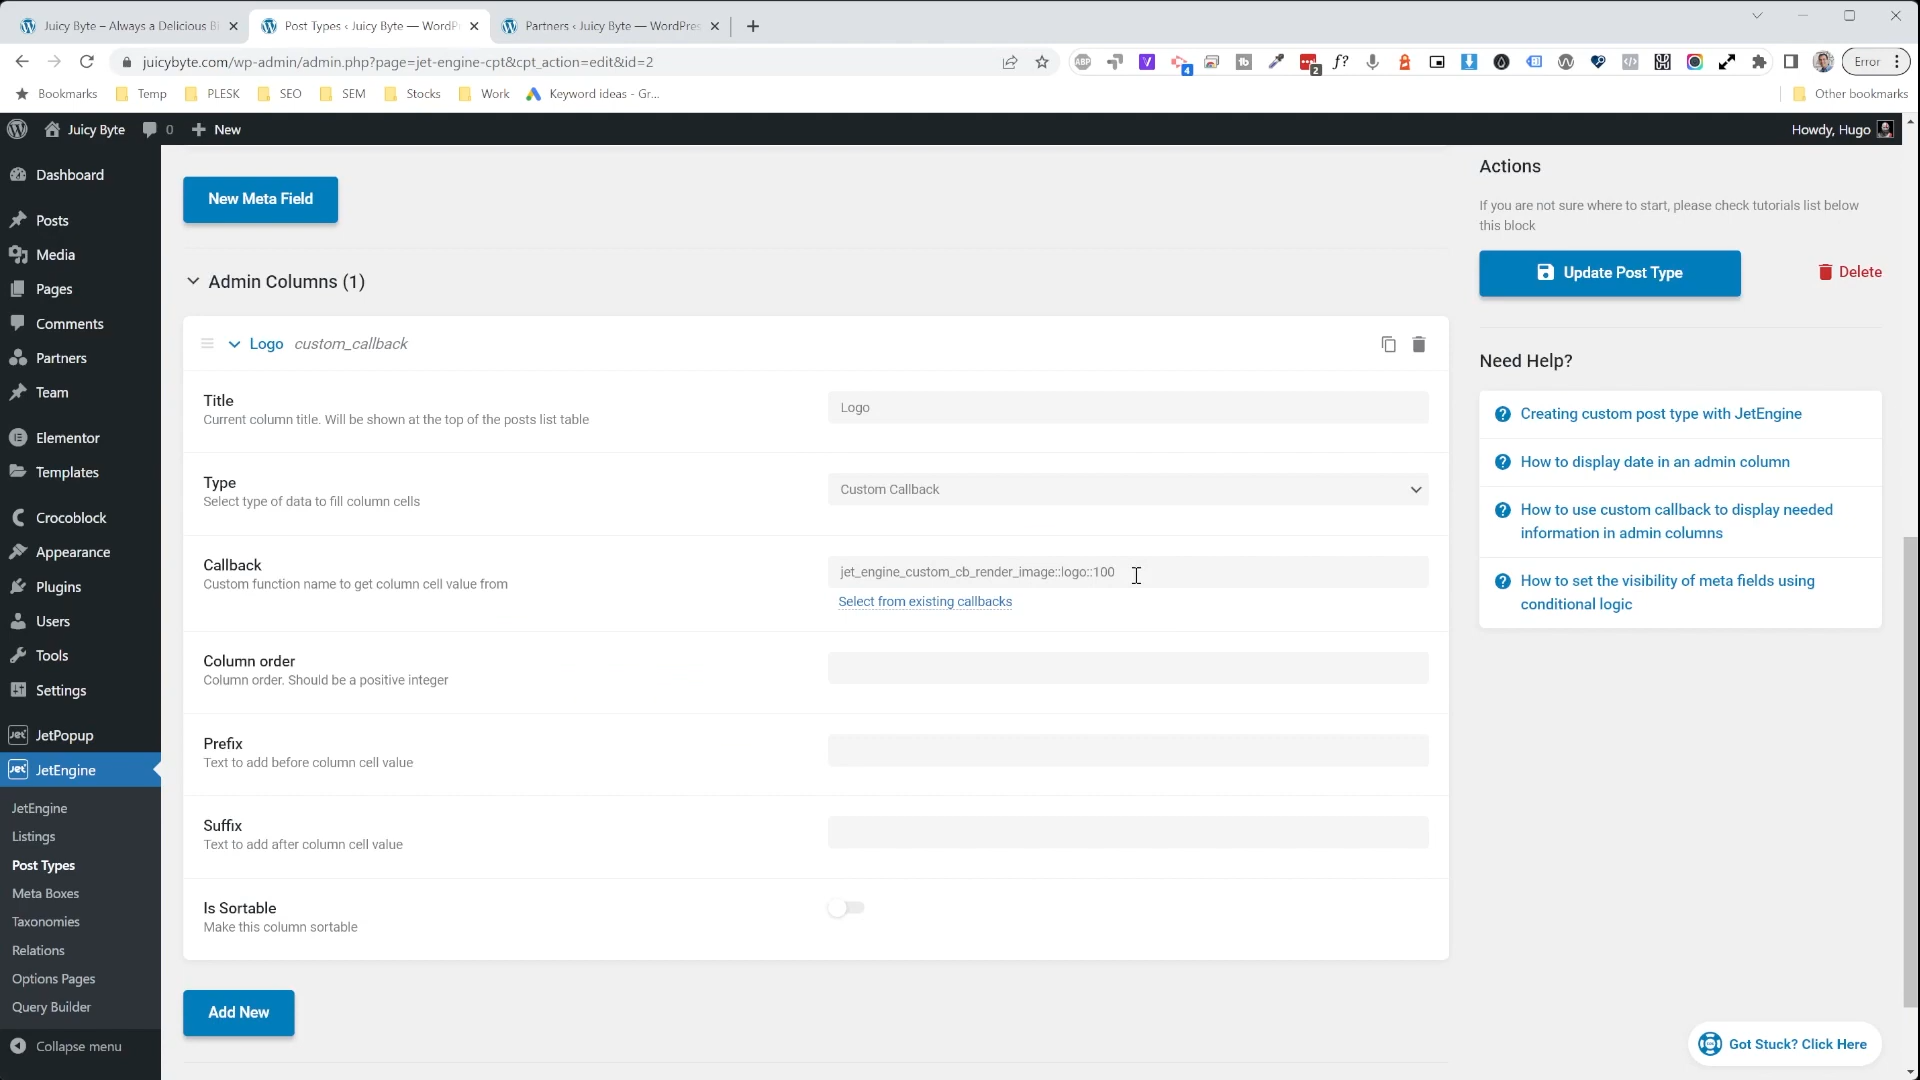 Juicy Byte – Always a Delicious Bi
Post Types ‹ Juicy Byte — WordPr
Partners ‹ Juicy Byte — WordPres
juicybyte.com/wp-admin/admin.php?page=jet-engine-cpt&cpt_action=edit&id=2
ABP
4
tb
2
f?
Error
Bookmarks
Temp
PLESK
SEO
SEM
Stocks
Work
Keyword ideas - Gr...
Other bookmarks
Juicy Byte
0
New
Howdy, Hugo
Dashboard
Posts
Media
Pages
Comments
Partners
Team
Elementor
Templates
Crocoblock
Appearance
Plugins
Users
Tools
Settings
JetPopup
JetEngine
JetEngine
Listings
Post Types
Meta Boxes
Taxonomies
Relations
Options Pages
Query Builder
Collapse menu
New Meta Field
Admin Columns (1)
Logo custom_callback
Title
Current column title. Will be shown at the top of the posts list table
Logo
Type
Select type of data to fill column cells
Custom Callback
Callback
Custom function name to get column cell value from
jet_engine_custom_cb_render_image::logo::100
Select from existing callbacks
Column order
Column order. Should be a positive integer
Prefix
Text to add before column cell value
Suffix
Text to add after column cell value
Is Sortable
Make this column sortable
Add New
Actions
If you are not sure where to start, please check tutorials list below
this block
Update Post Type
Delete
Need Help?
Creating custom post type with JetEngine
How to display date in an admin column
How to use custom callback to display needed
information in admin columns
How to set the visibility of meta fields using
conditional logic
Got Stuck? Click Here